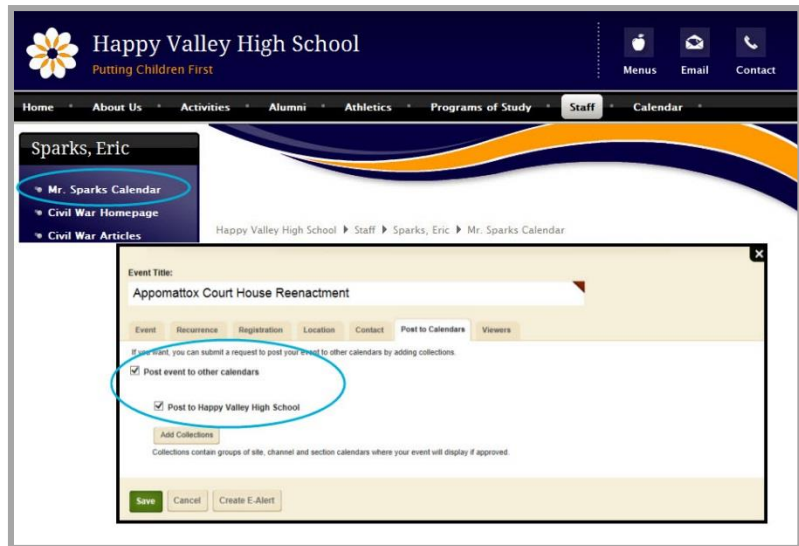 Happy Valley High School
Putting Children First
Menus Email Contact
Home About Us Activities Alumni Athletics Programs of Study Staff Calendar
Sparks, Eric
Mr. Sparks Calendar
Civil War Homepage
Civil War Articles
Happy Valley High School Staff Sparks, Eric Mr. Sparks Calendar
X
Event Title:
Appomattox Court House Reenactment
Event Recurrence Registration Location Contact Post to Calendars Viewers
If you want, you can submit a request to post your event to other calendars by adding collections.
Post event to other calendars
Post to Happy Valley High School
Add Collections
Collections contain groups of site, channel and section calendars where your event will display if approved.
Save Cancel Create E-Alert